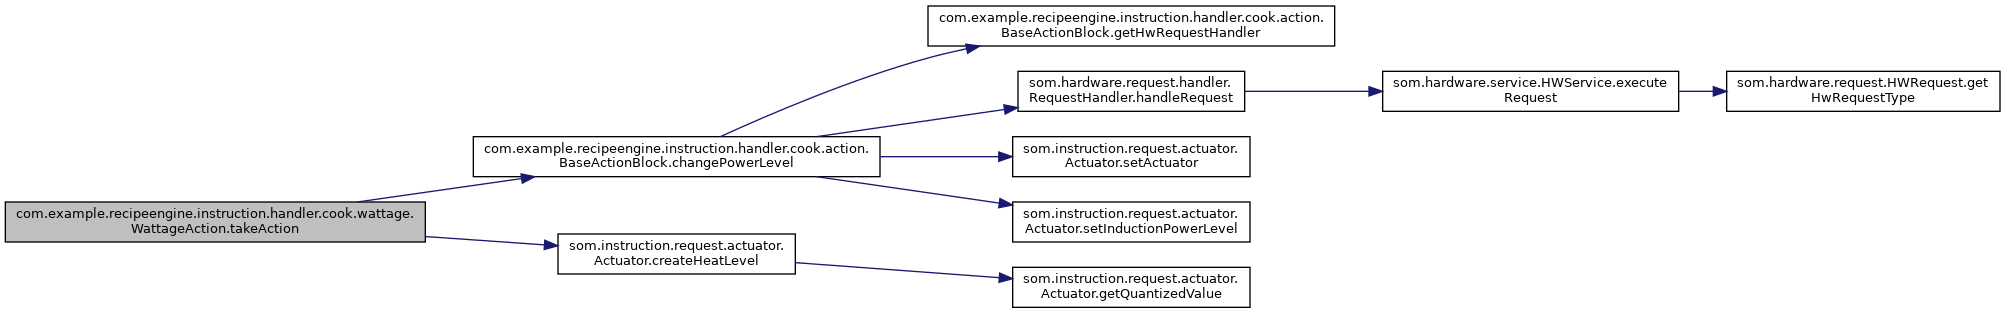 com.example.recipeengine.instruction.handler.cook.action.
BaseActionBlock.getHwRequestHandler
som.hardware.request.handler.
RequestHandler.handleRequest
som.hardware.service.HWService.execute
Request
som.hardware.request.HWRequest.get
HwRequestType
com.example.recipeengine.instruction.handler.cook.action.
BaseActionBlock.changePowerLevel
som.instruction.request.actuator.
Actuator.setActuator
com.example.recipeengine.instruction.handler.cook.wattage.
WattageAction.takeAction
som.instruction.request.actuator.
Actuator.setInductionPowerLevel
som.instruction.request.actuator.
Actuator.createHeatLevel
som.instruction.request.actuator.
Actuator.getQuantizedValue